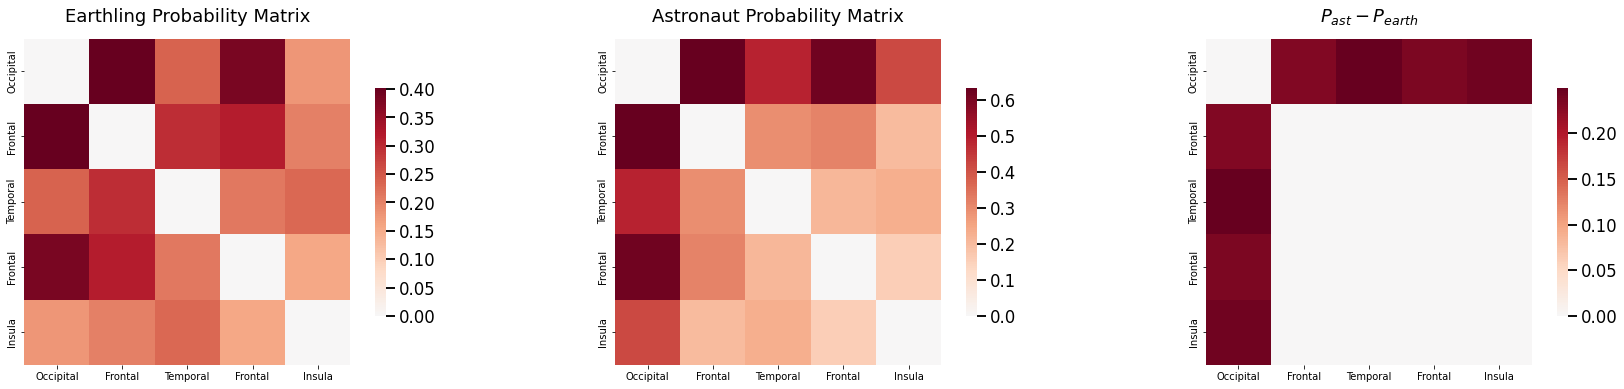 Earthling Probability Matrix
Occipital
Frontal
Temporal
Frontal
Insula
Occipital Frontal Temporal Frontal Insula
0.40
0.35
0.30
0.25
0.20
0.15
0.10
0.05
0.00
Astronaut Probability Matrix
Occipital
Frontal
Temporal
Frontal
Insula
Occipital Frontal Temporal Frontal Insula
0.6
0.5
0.4
0.3
0.2
0.1
0.0
P_{ast} − P_{earth}
Occipital
Frontal
Temporal
Frontal
Insula
Occipital Frontal Temporal Frontal Insula
0.20
0.15
0.10
0.05
0.00